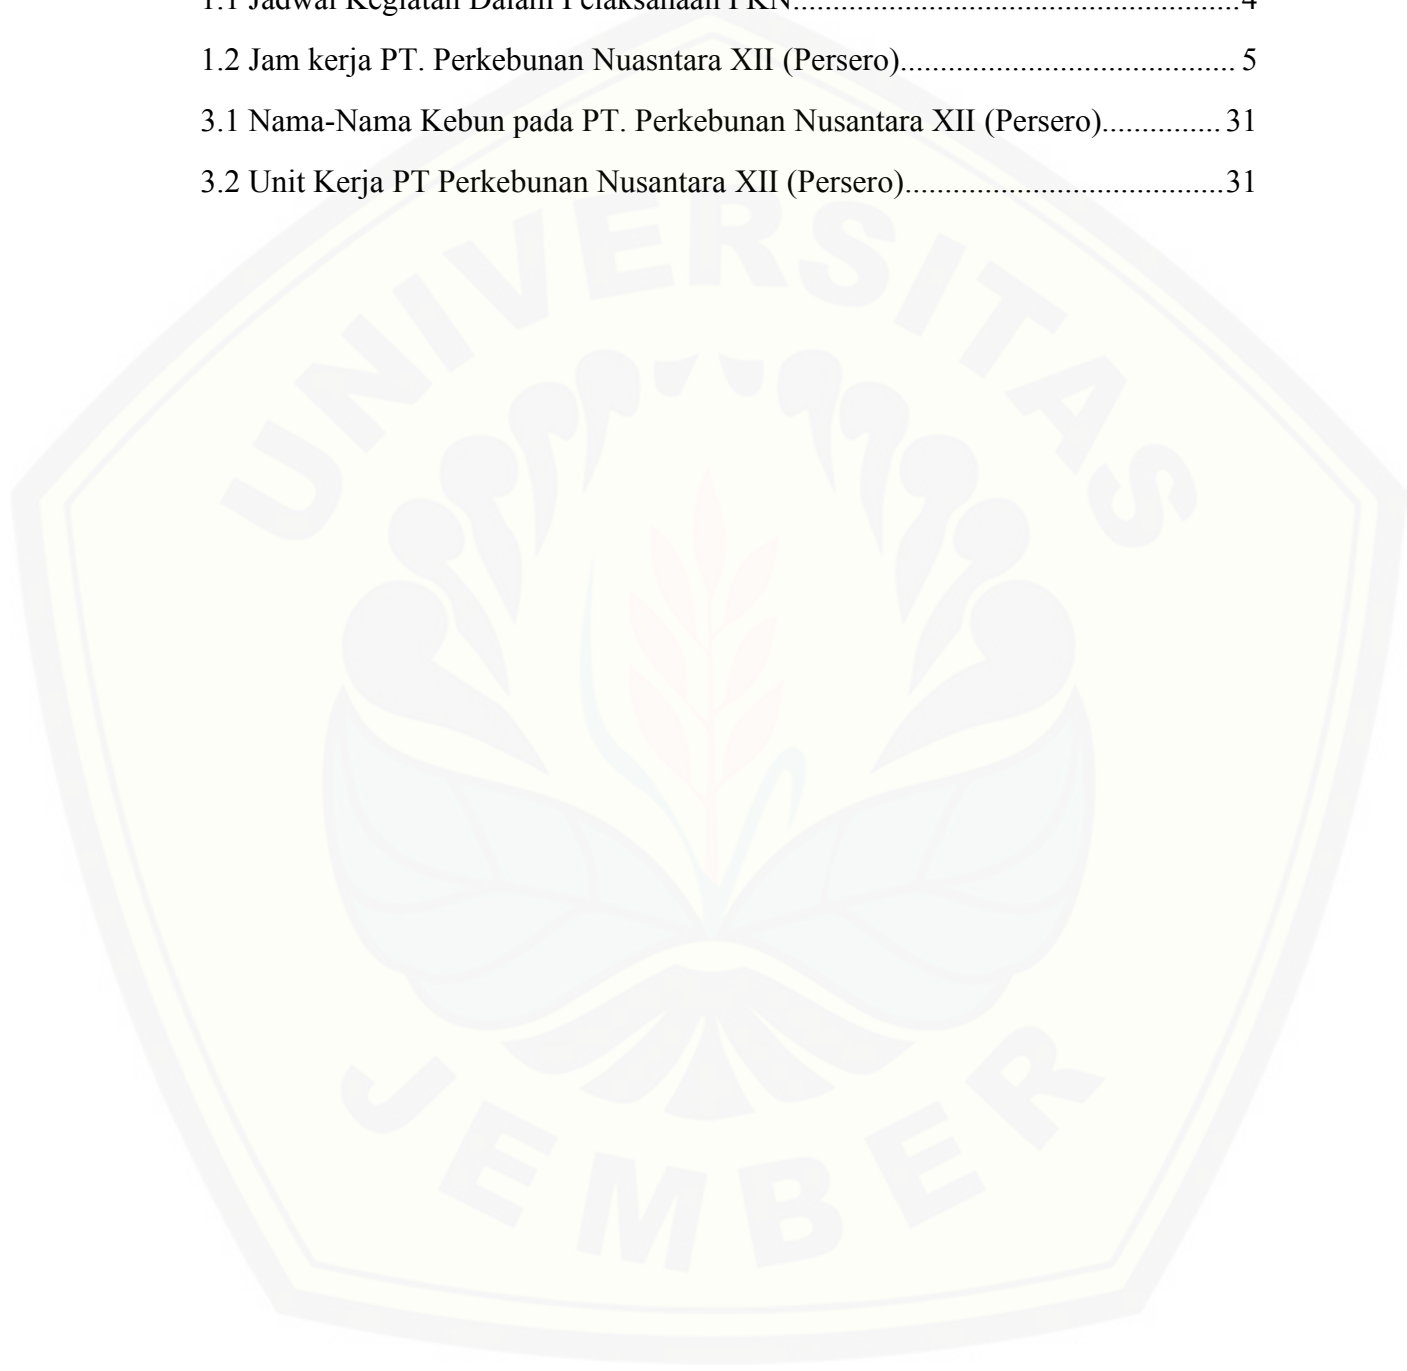 1.1 Jadwal Kegiatan Dalam Pelaksanaan PKN........................................................4
1.2 Jam kerja PT. Perkebunan Nuasntara XII (Persero).......................................... 5
3.1 Nama-Nama Kebun pada PT. Perkebunan Nusantara XII (Persero)............... 31
3.2 Unit Kerja PT Perkebunan Nusantara XII (Persero)........................................31
UNIVERSITAS
JEMBER